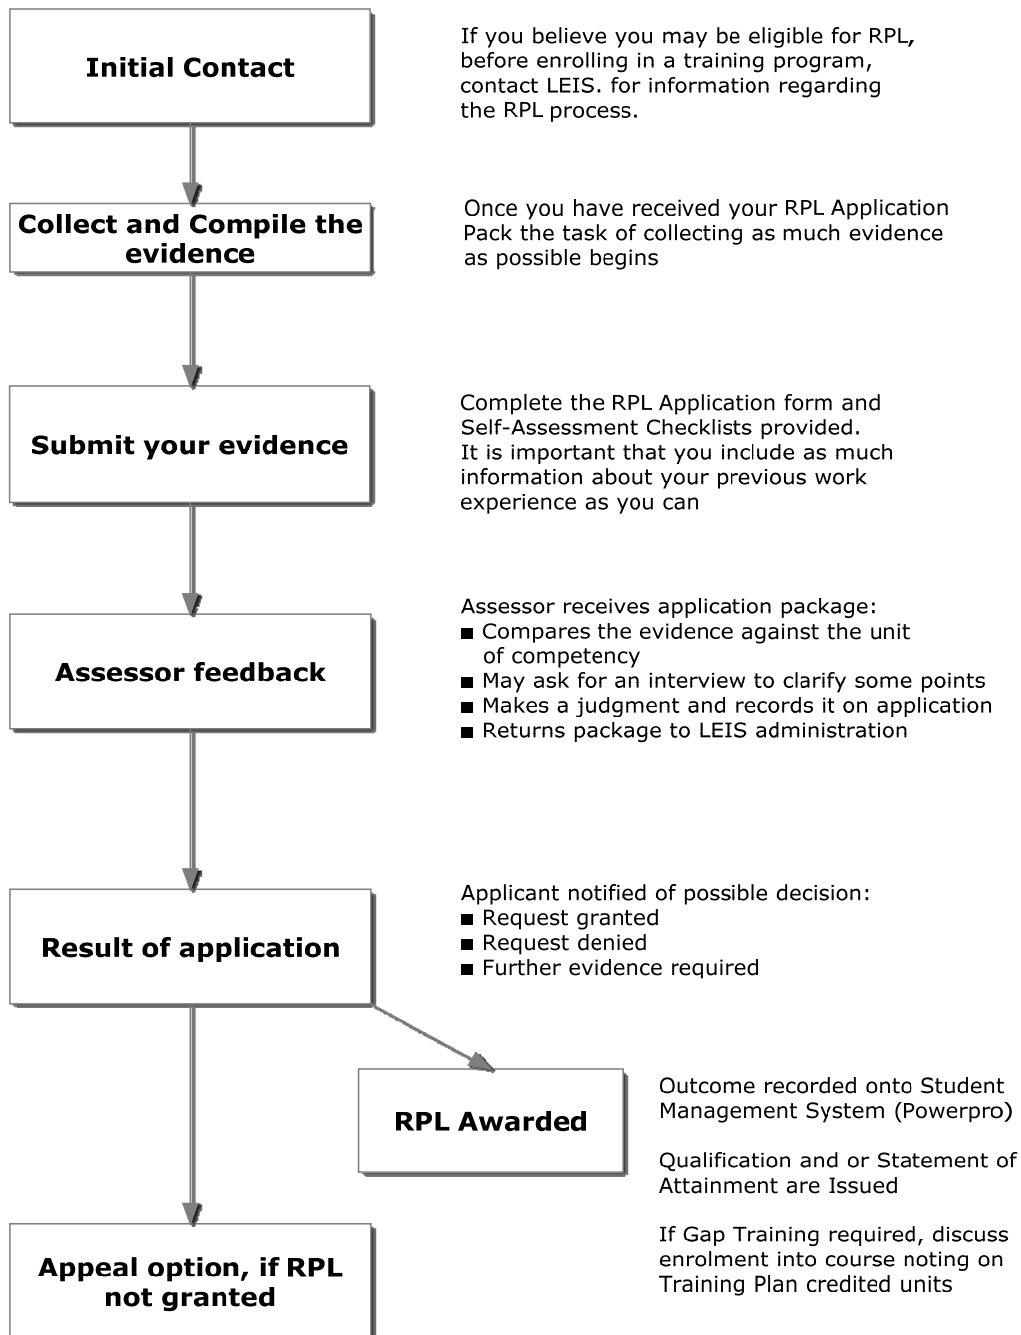 Initial Contact
If you believe you may be eligible for RPL,
before enrolling in a training program,
contact LEIS. for information regarding
the RPL process.
Collect and Compile the
evidence
Once you have received your RPL Application
Pack the task of collecting as much evidence
as possible begins
Submit your evidence
Complete the RPL Application form and
Self-Assessment Checklists provided.
It is important that you include as much
information about your previous work
experience as you can
Assessor feedback
Assessor receives application package:
■ Compares the evidence against the unit
of competency
■ May ask for an interview to clarify some points
■ Makes a judgment and records it on application
■ Returns package to LEIS administration
Result of application
Applicant notified of possible decision:
■ Request granted
■ Request denied
■ Further evidence required
RPL Awarded
Outcome recorded onto Student
Management System (Powerpro)
Qualification and or Statement of
Attainment are Issued
If Gap Training required, discuss
enrolment into course noting on
Training Plan credited units
Appeal option, if RPL
not granted